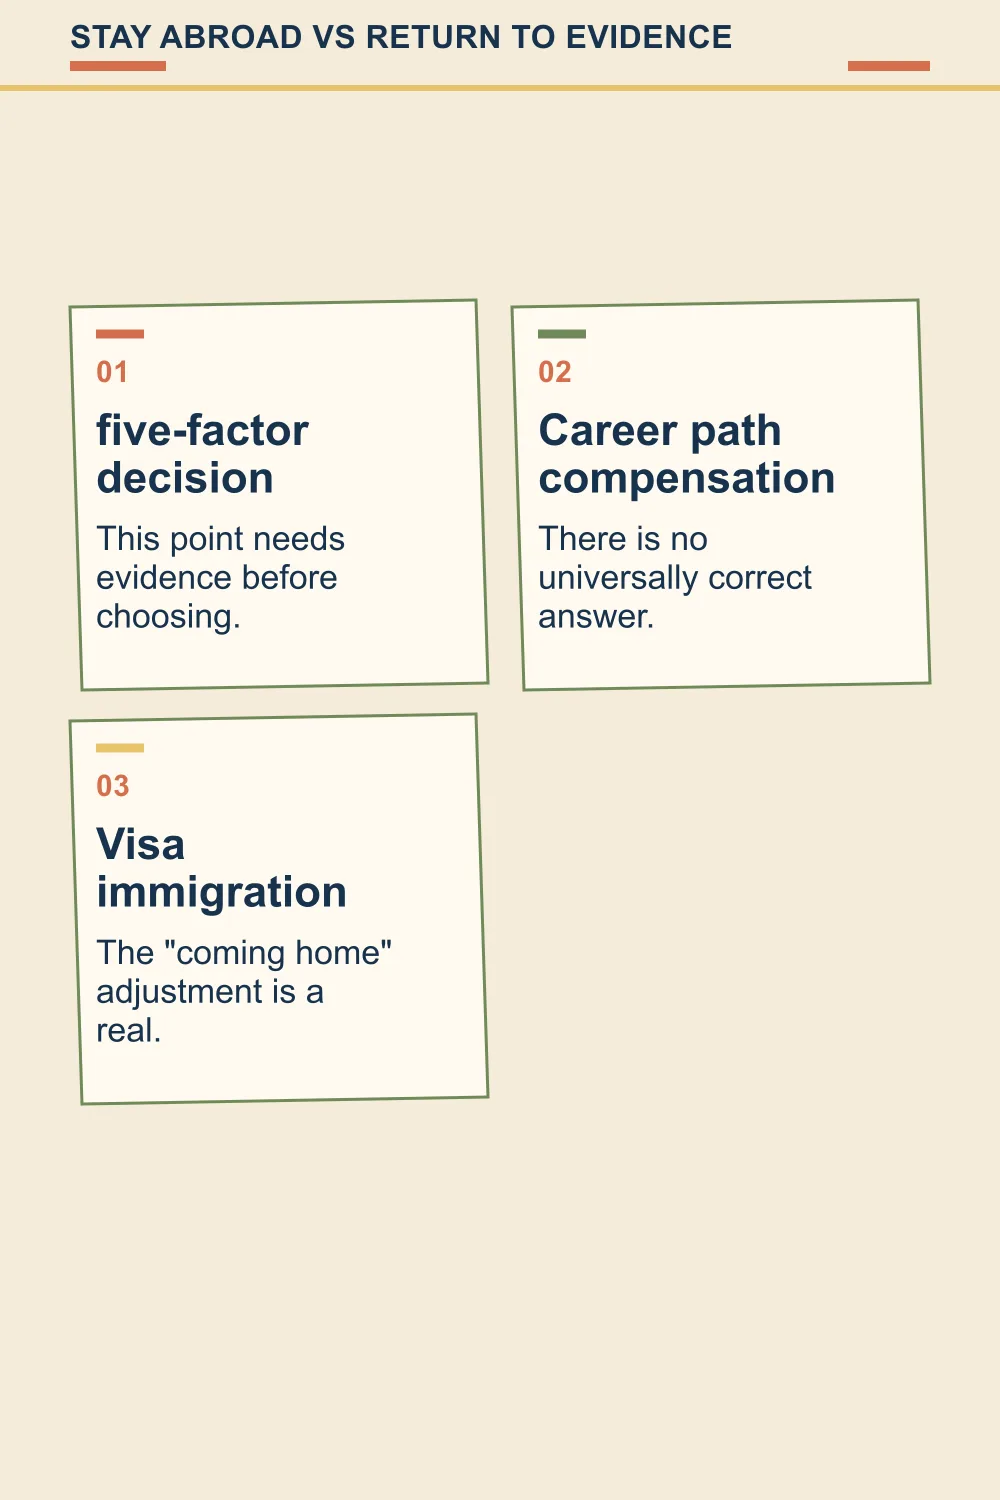 STAY ABROAD VS RETURN TO EVIDENCE
01
five-factor
decision
This point needs
evidence before
choosing.
02
Career path
compensation
There is no
universally correct
answer.
03
Visa
immigration
The "coming home"
adjustment is a
real.